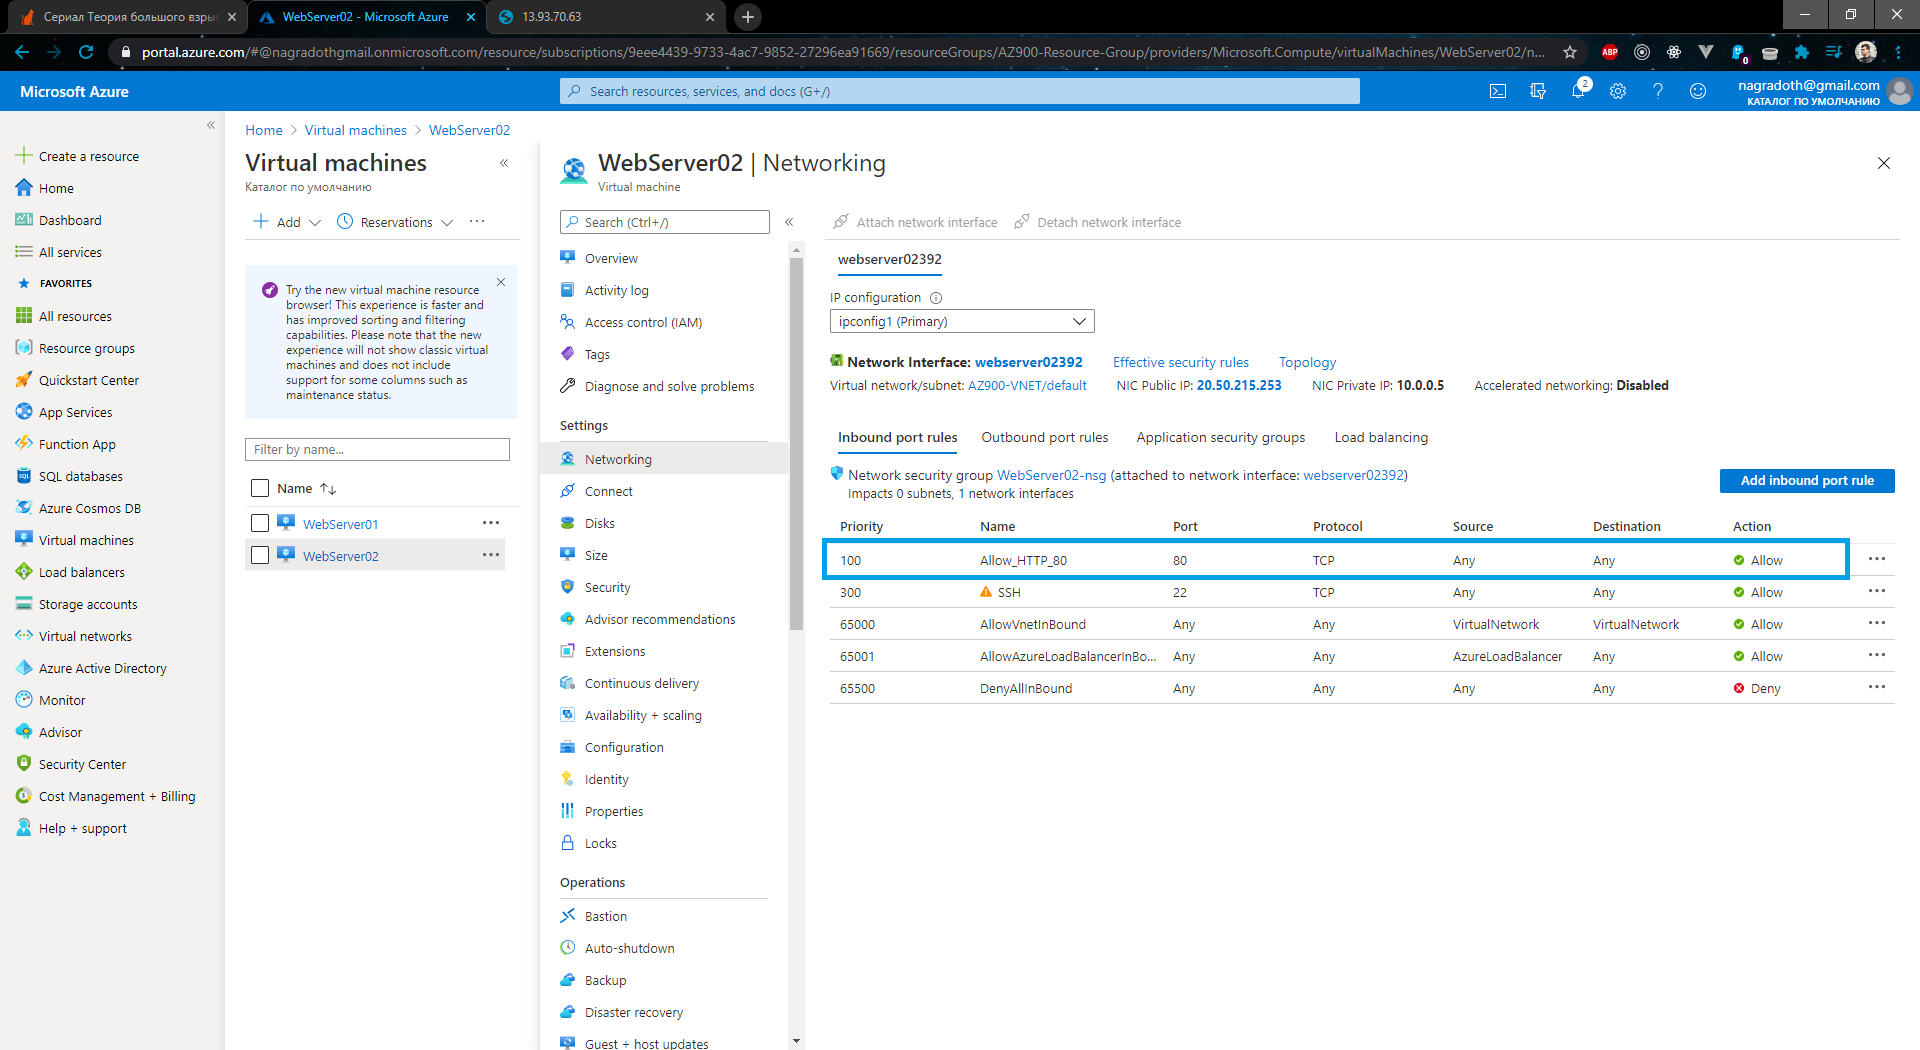 Сериал Теория большого взры
WebServer02 - Microsoft Azure
13.93.70.63
portal.azure.com/#@nagradothgmail.onmicrosoft.com/resource/subscriptions/9eee4439-9733-4ac7-9852-27296ea91669/resourceGroups/AZ900-Resource-Group/providers/Microsoft.Compute/virtualMachines/WebServer02/n...
ABP
0
Microsoft Azure
Search resources, services, and docs (G+/)
2
nagradoth@gmail.com
КАТАЛОГ ПО УМОЛЧАНИЮ
Create a resource
Home
Dashboard
All services
FAVORITES
All resources
Resource groups
Quickstart Center
App Services
Function App
SQL databases
Azure Cosmos DB
Virtual machines
Load balancers
Storage accounts
Virtual networks
Azure Active Directory
Monitor
Advisor
Security Center
Cost Management + Billing
Help + support
Home > Virtual machines > WebServer02
Virtual machines
Каталог по умолчанию
Add
Reservations
...
Try the new virtual machine resource
browser! This experience is faster and
has improved sorting and filtering
capabilities. Please note that the new
experience will not show classic virtual
machines and does not include
support for some columns such as
maintenance status.
Filter by name...
Name
WebServer01
WebServer02
WebServer02 | Networking
Virtual machine
Search (Ctrl+/)
Overview
Activity log
Access control (IAM)
Tags
Diagnose and solve problems
Settings
Networking
Connect
Disks
Size
Security
Advisor recommendations
Extensions
Continuous delivery
Availability + scaling
Configuration
Identity
Properties
Locks
Operations
Bastion
Auto-shutdown
Backup
Disaster recovery
Guest + host updates
Attach network interface
Detach network interface
webserver02392
IP configuration
ipconfig1 (Primary)
Network Interface: webserver02392 Effective security rules Topology
Virtual network/subnet: AZ900-VNET/default NIC Public IP: 20.50.215.253 NIC Private IP: 10.0.0.5 Accelerated networking: Disabled
Inbound port rules Outbound port rules Application security groups Load balancing
Network security group WebServer02-nsg (attached to network interface: webserver02392)
Impacts 0 subnets, 1 network interfaces
Add inbound port rule
Priority Name Port Protocol Source Destination Action
100 Allow_HTTP_80 80 TCP Any Any Allow
300 SSH 22 TCP Any Any Allow
65000 AllowVnetInBound Any Any VirtualNetwork VirtualNetwork Allow
65001 AllowAzureLoadBalancerInBo... Any Any AzureLoadBalancer Any Allow
65500 DenyAllInBound Any Any Any Any Deny